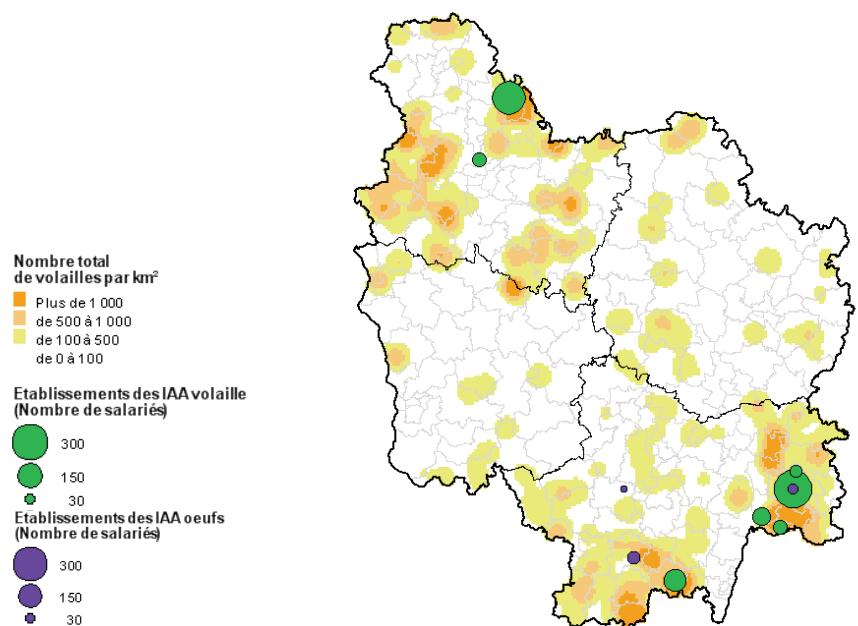 Nombre total
de volailles par km²
Plus de 1 000
de 500 à 1 000
de 100 à 500
de 0 à 100
Etablissements des IAA volaille
(Nombre de salariés)
300
150
30
Etablissements des IAA oeufs
(Nombre de salariés)
300
150
30